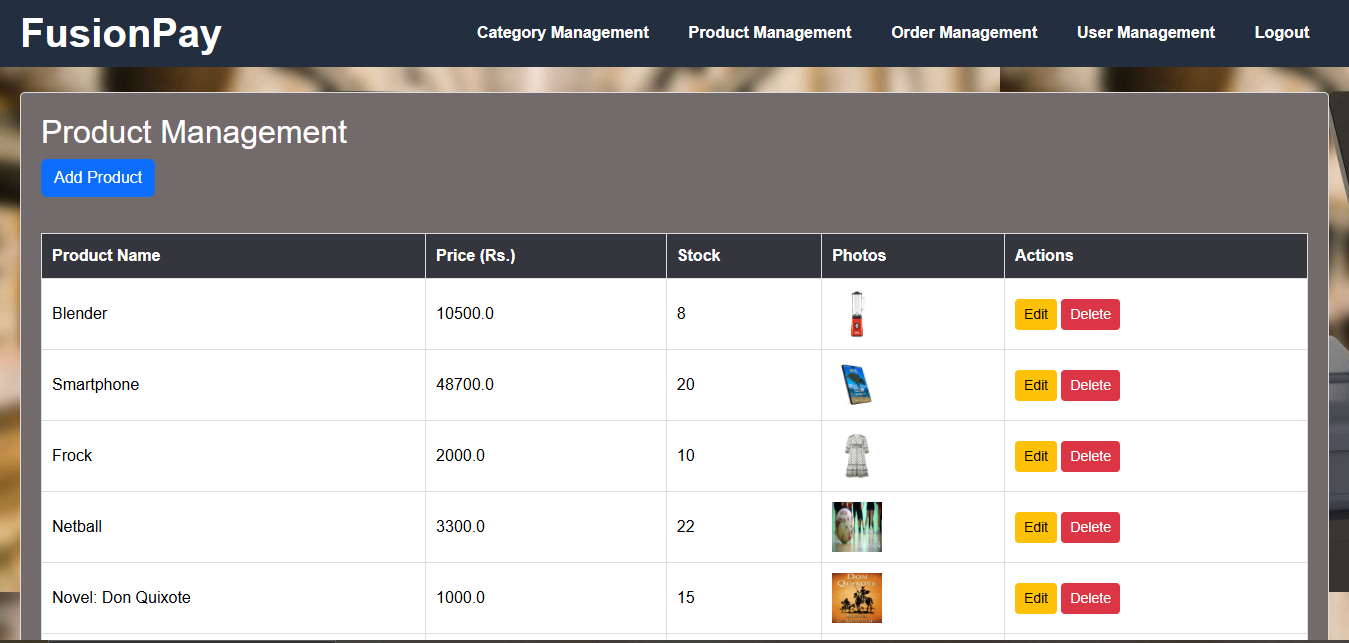 FusionPay Category Management Product Management Order Management User Management Logout
Product Management
Add Product
Product Name Price (Rs.) Stock Photos Actions
Blender 10500.0 8 Edit Delete
Smartphone 48700.0 20 Edit Delete
Frock 2000.0 10 Edit Delete
Netball 3300.0 22 Edit Delete
Novel: Don Quixote 1000.0 15 DON QUIXOTE Edit Delete